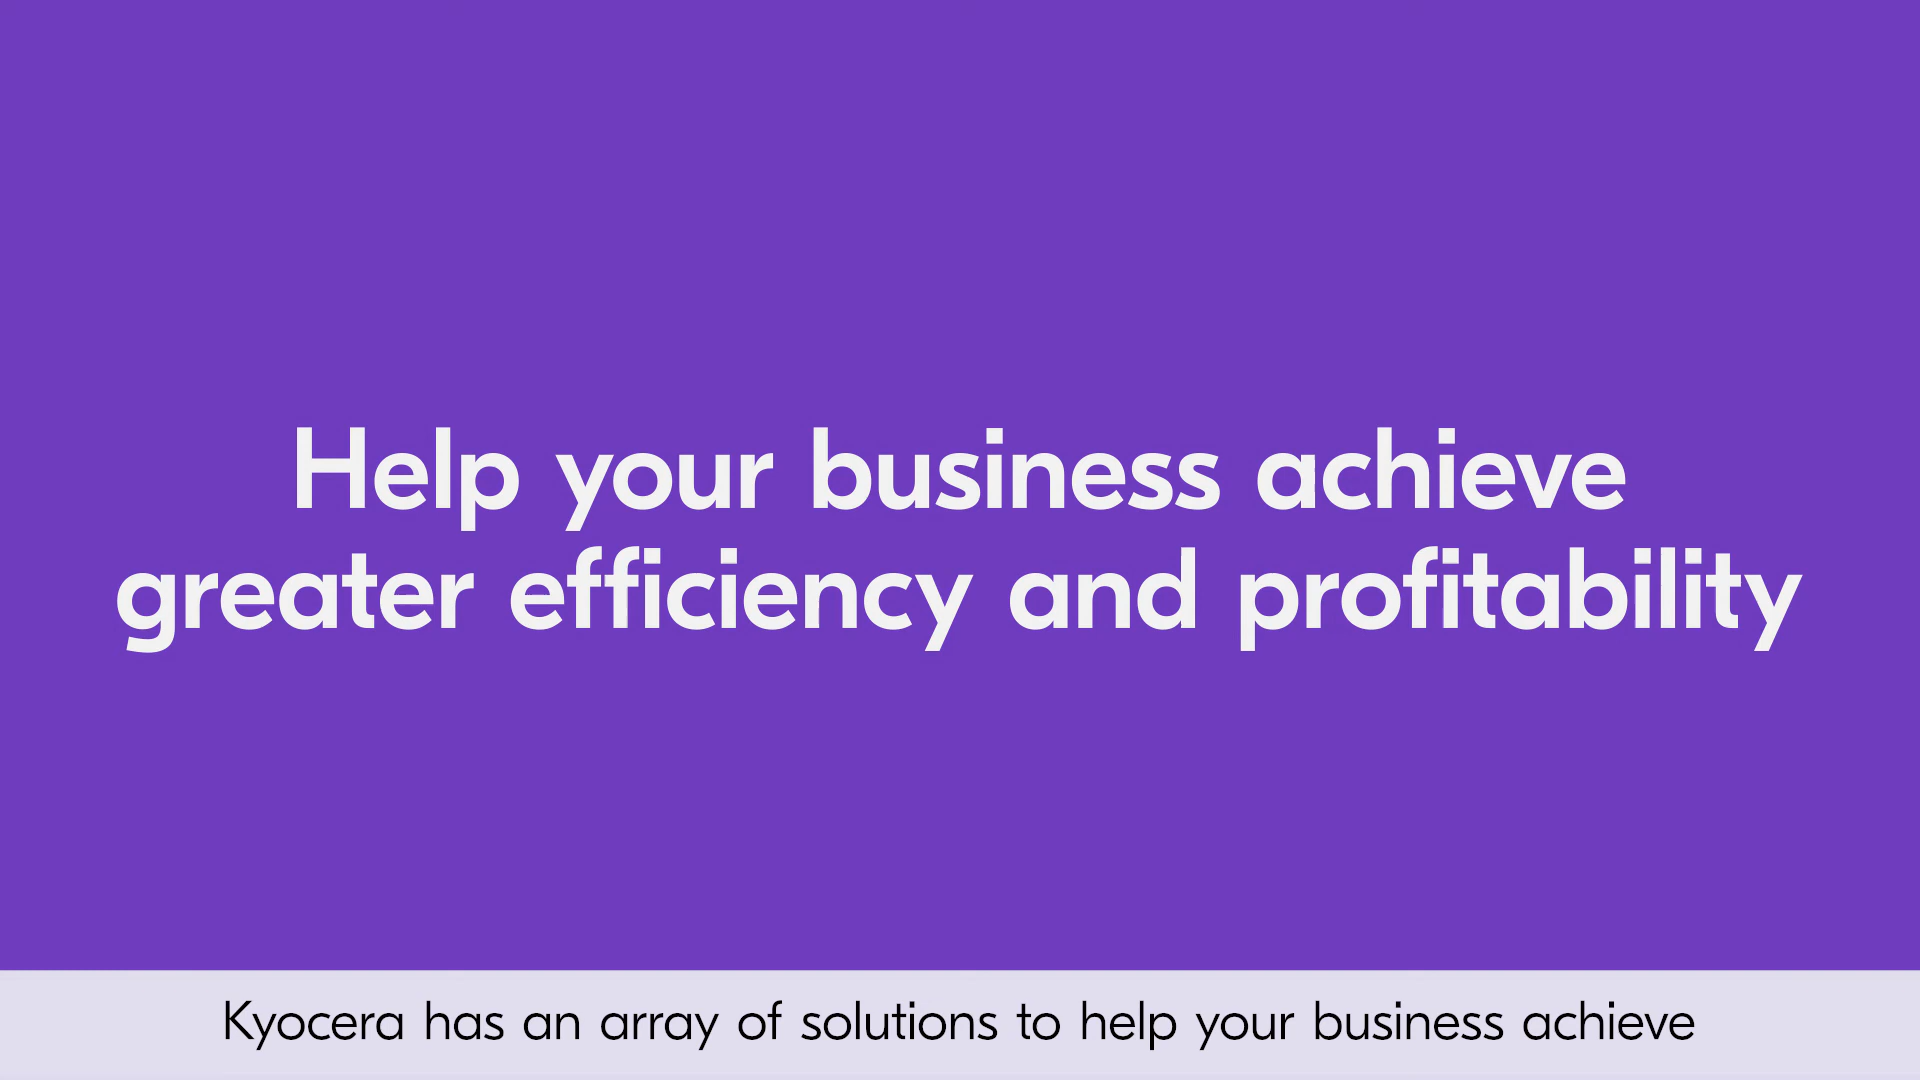 Help your business achieve
greater efficiency and profitability
Kyocera has an array of solutions to help your business achieve